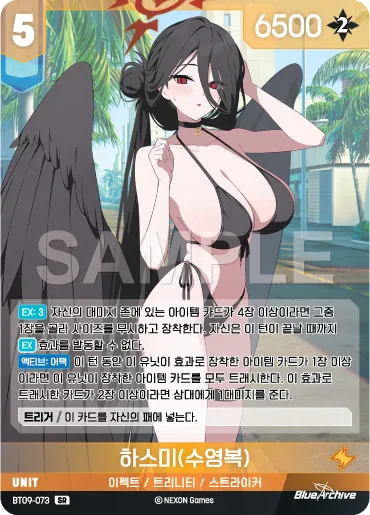 5
6500
2
SAMPLE
EX: 3 자신의 대미지 존에 있는 아이템 카드가 4장 이상이라면 그중
1장을 골라 사이즈를 무시하고 장착한다. 자신은 이 턴이 끝날 때까지
EX 효과를 발동할 수 없다.
액티브: 어택 이 턴 동안 이 유닛이 효과로 장착한 아이템 카드가 1장 이상
이라면 이 유닛이 장착한 아이템 카드를 모두 트래시한다. 이 효과로
트래시한 카드가 2장 이상이라면 상대에게 1대미지를 준다.
트리거 / 이 카드를 자신의 패에 넣는다.
하스미(수영복)
UNIT
이펙트 / 트리니티 / 스트라이커
BT09-073 SR
© NEXON Games
BlueArchive